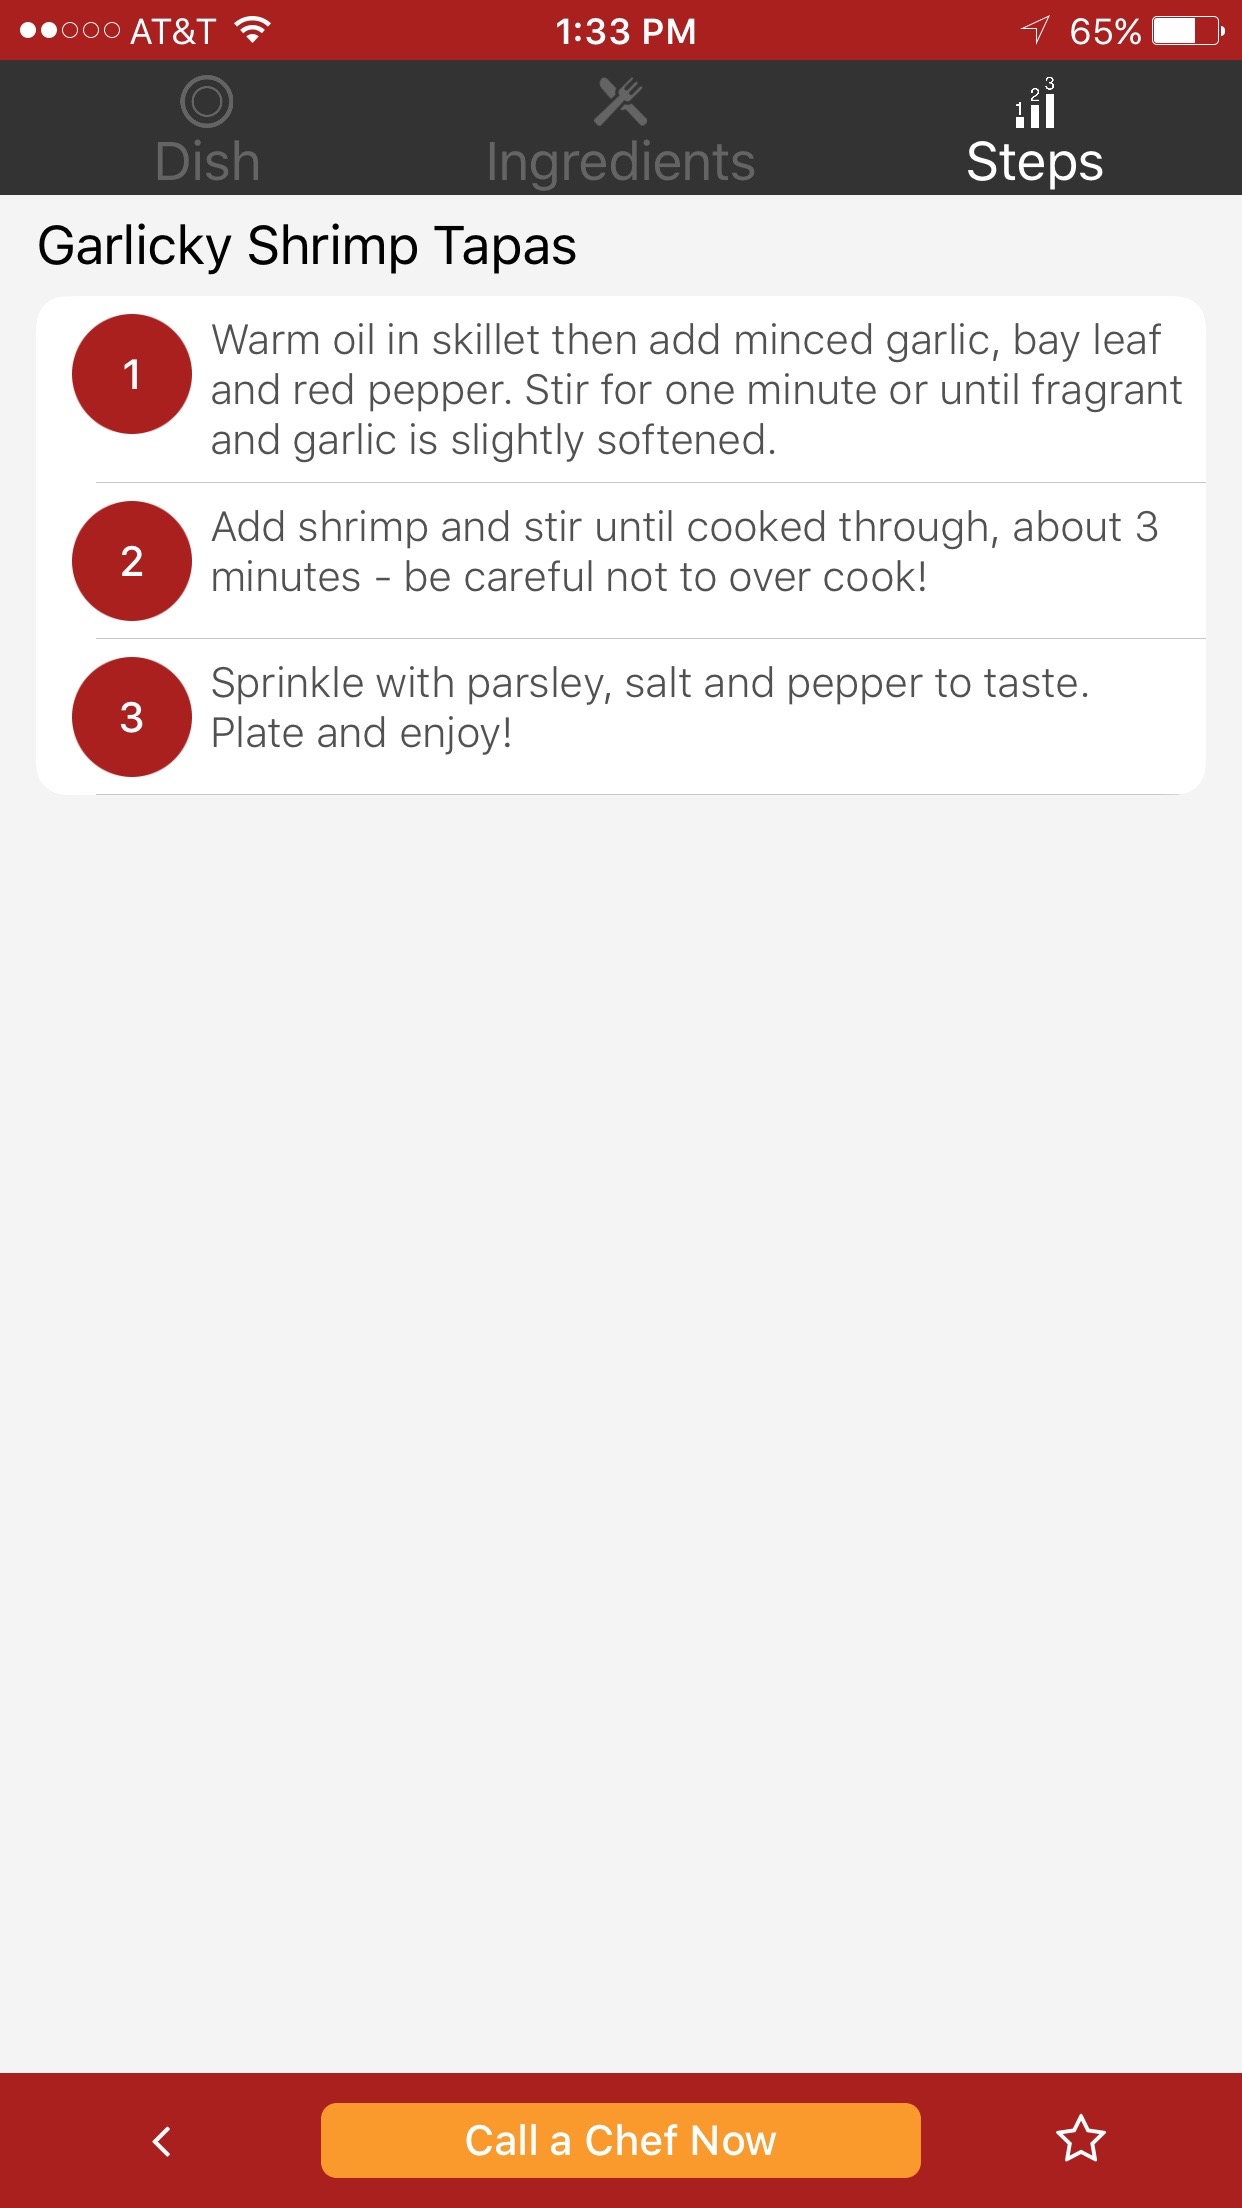 AT&T 1:33 PM 65%
1 2 3
Dish Ingredients Steps
Garlicky Shrimp Tapas
1 Warm oil in skillet then add minced garlic, bay leaf
and red pepper. Stir for one minute or until fragrant
and garlic is slightly softened.
2 Add shrimp and stir until cooked through, about 3
minutes - be careful not to over cook!
3 Sprinkle with parsley, salt and pepper to taste.
Plate and enjoy!
Call a Chef Now